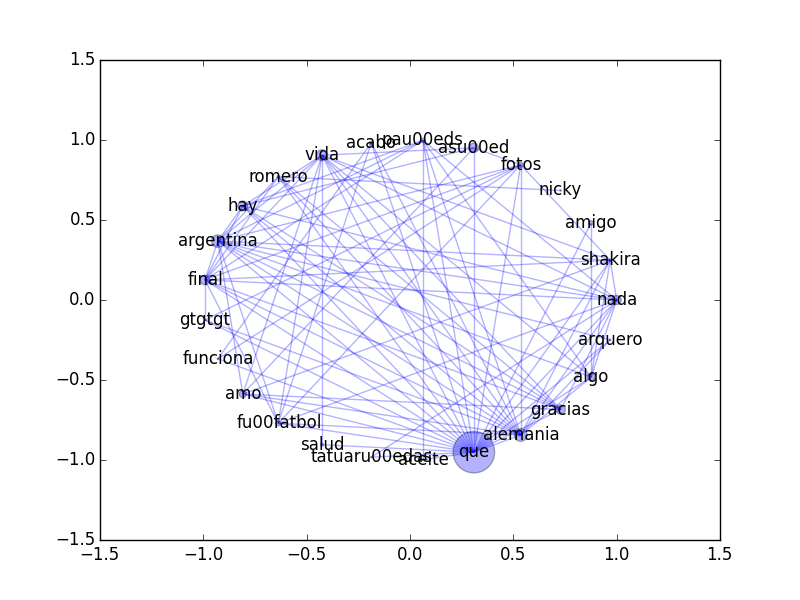 1.5
1.0
0.5
0.0
−0.5
−1.0
−1.5
acabo
pau00eds
asu00ed
vida
fotos
romero
nicky
hay
amigo
argentina
shakira
final
nada
gtgtgt
arquero
funciona
algo
amo
gracias
fu00fatbol
alemania
salud
que
tatuaru00edas
aceite
−1.5 −1.0 −0.5 0.0 0.5 1.0 1.5